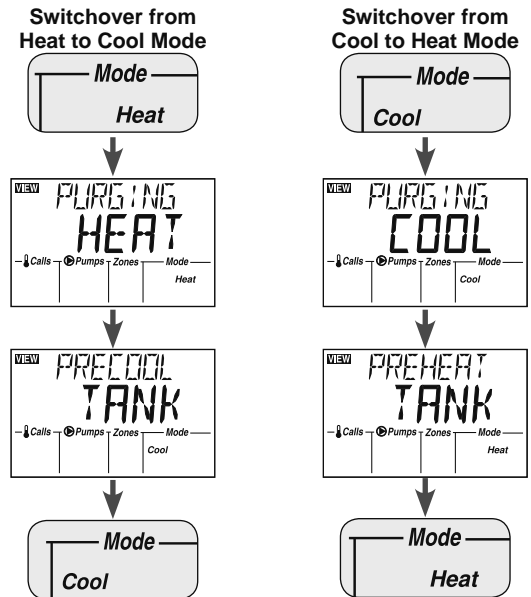 Switchover from
Heat to Cool Mode
Mode
Heat
VIEW
PURGING
HEAT
Calls Pumps Zones Mode
Heat
VIEW
PRECOOL
TANK
Calls Pumps Zones Mode
Cool
Mode
Cool
Switchover from
Cool to Heat Mode
Mode
Cool
VIEW
PURGING
COOL
Calls Pumps Zones Mode
Cool
VIEW
PREHEAT
TANK
Calls Pumps Zones Mode
Heat
Mode
Heat